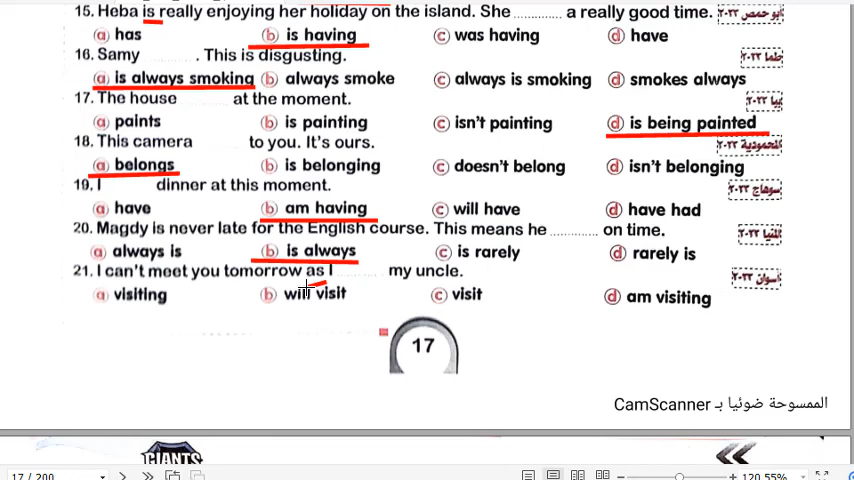 15. Heba is really enjoying her holiday on the island. She ............ a really good time. أبو حمص ٢٠٢٣
a has b is having c was having d have
16. Samy . This is disgusting. طما ٢٠٢٣
a is always smoking b always smoke c always is smoking d smokes always
17. The house at the moment. ببا ٢٠٢٣
a paints b is painting c isn't painting d is being painted
18. This camera to you. It's ours. المحمودية ٢٠٢٣
a belongs b is belonging c doesn't belong d isn't belonging
19. I dinner at this moment. سوهاج ٢٠٢٣
a have b am having c will have d have had
20. Magdy is never late for the English course. This means he ............ on time. المنيا ٢٠٢٣
a always is b is always c is rarely d rarely is
21. I can't meet you tomorrow as I my uncle. أسوان ٢٠٢٣
a visiting b will visit c visit d am visiting
17
الممسوحة ضوئيا بـ CamScanner
GIANTS
17 / 200 120.55%